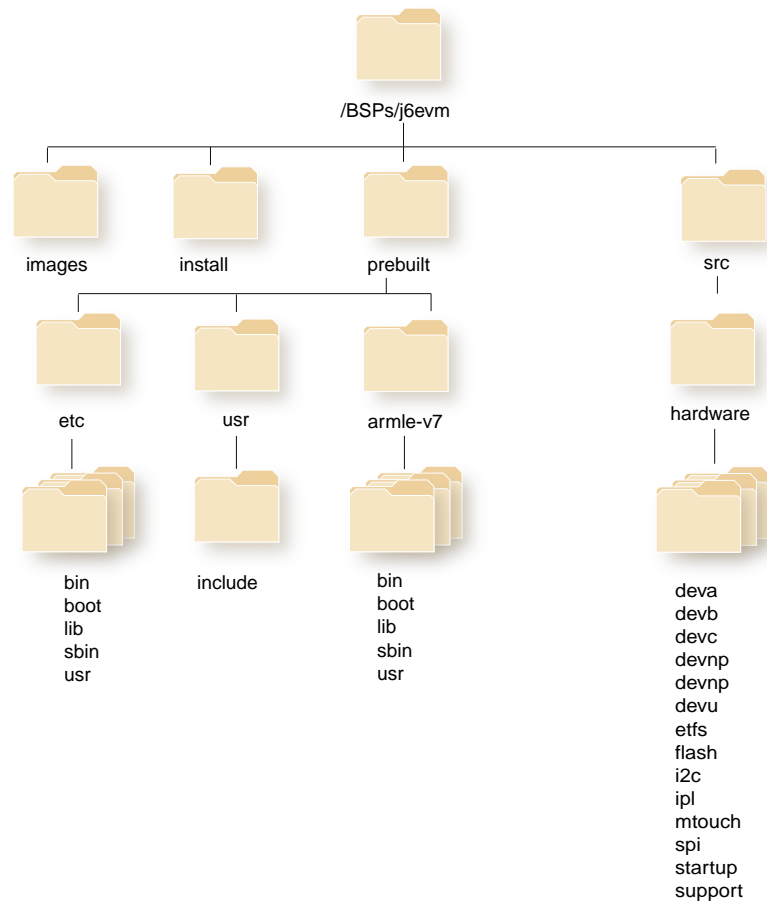 /BSPs/j6evm
images
install
prebuilt
src
etc
usr
armle-v7
hardware
bin
boot
lib
sbin
usr
include
bin
boot
lib
sbin
usr
deva
devb
devc
devnp
devnp
devu
etfs
flash
i2c
ipl
mtouch
spi
startup
support